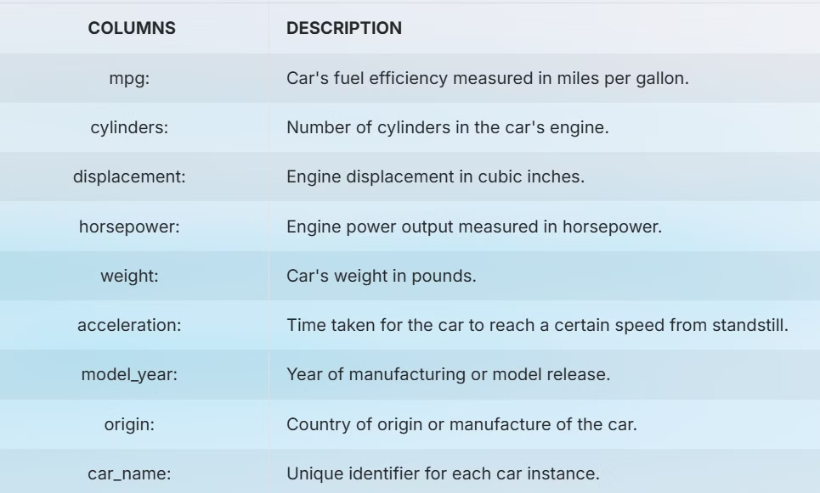 COLUMNS DESCRIPTION
mpg: Car's fuel efficiency measured in miles per gallon.
cylinders: Number of cylinders in the car's engine.
displacement: Engine displacement in cubic inches.
horsepower: Engine power output measured in horsepower.
weight: Car's weight in pounds.
acceleration: Time taken for the car to reach a certain speed from standstill.
model_year: Year of manufacturing or model release.
origin: Country of origin or manufacture of the car.
car_name: Unique identifier for each car instance.